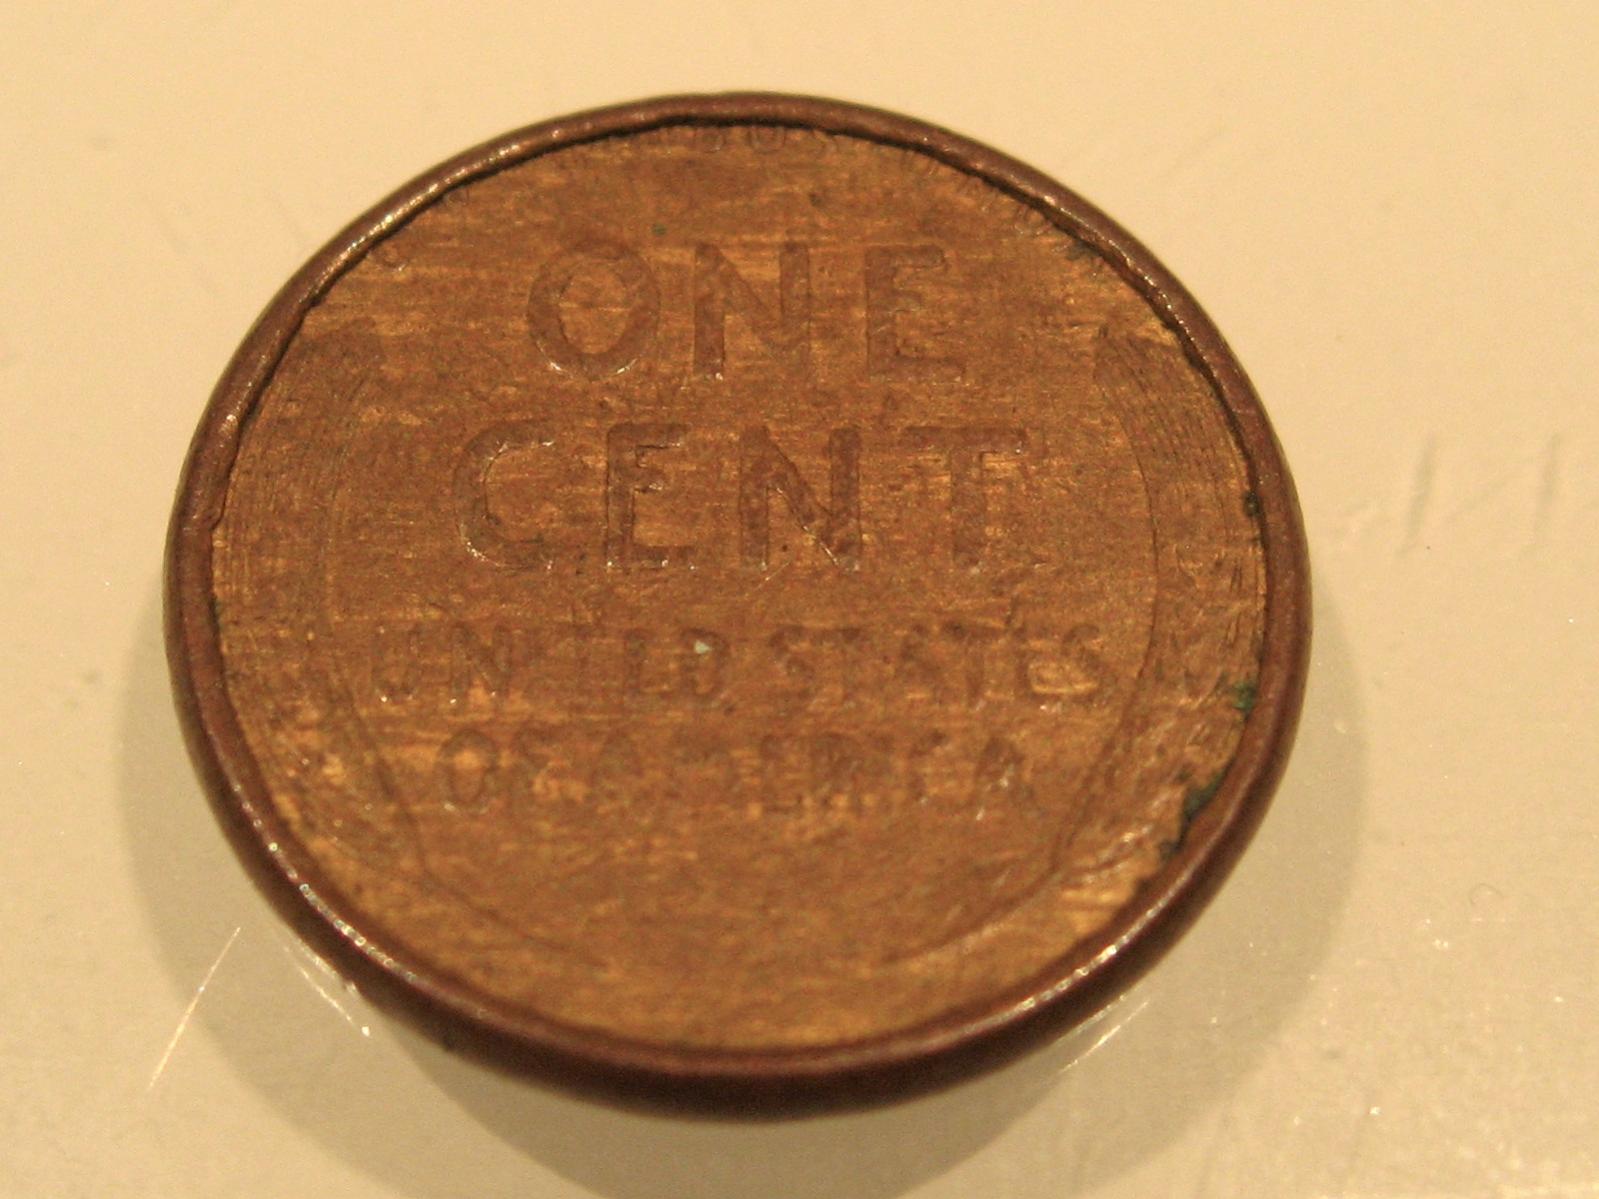 ONE
CENT
UNITED STATES
OF AMERICA